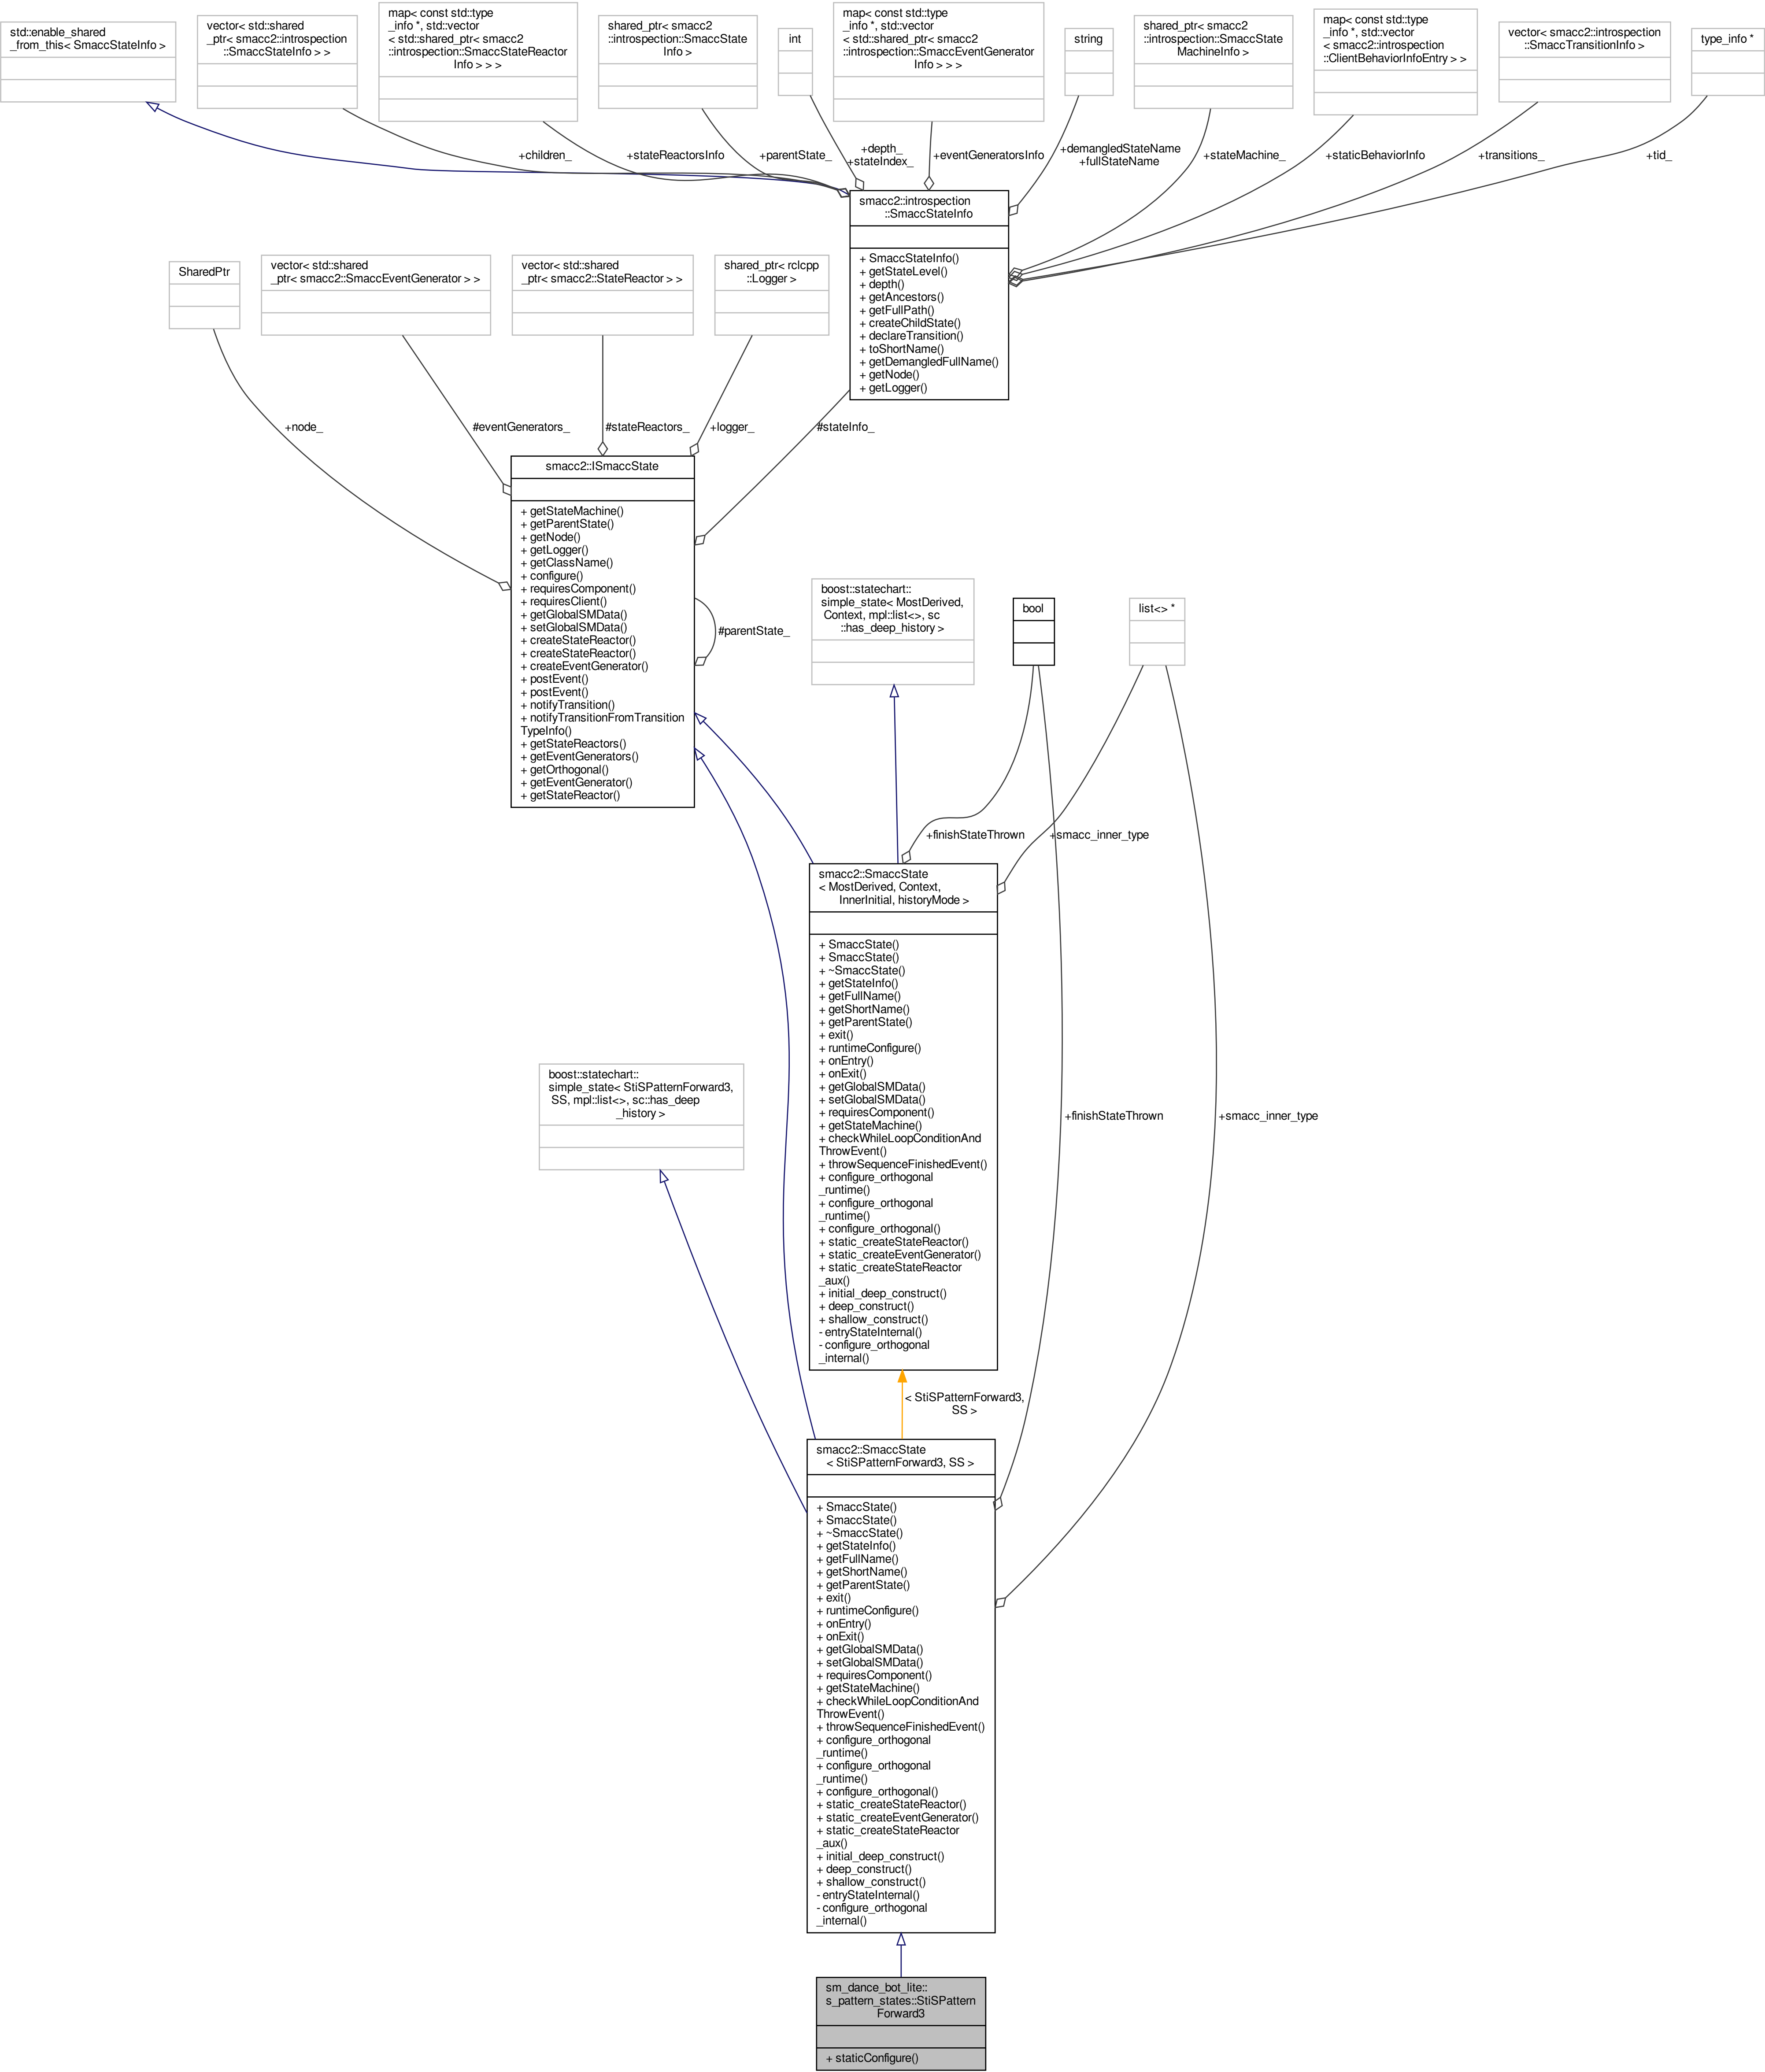 std::enable_shared
_from_this< SmaccStateInfo >
vector< std::shared
_ptr< smacc2::introspection
::SmaccStateInfo > >
map< const std::type
_info *, std::vector
< std::shared_ptr< smacc2
::introspection::SmaccStateReactor
Info > > >
shared_ptr< smacc2
::introspection::SmaccState
Info >
int
map< const std::type
_info *, std::vector
< std::shared_ptr< smacc2
::introspection::SmaccEventGenerator
Info > > >
string
shared_ptr< smacc2
::introspection::SmaccState
MachineInfo >
map< const std::type
_info *, std::vector
< smacc2::introspection
::ClientBehaviorInfoEntry > >
vector< smacc2::introspection
::SmaccTransitionInfo >
type_info *
+children_
+stateReactorsInfo
+parentState_
+depth_
+stateIndex_
+eventGeneratorsInfo
+demangledStateName
+fullStateName
+stateMachine_
+staticBehaviorInfo
+transitions_
+tid_
smacc2::introspection
::SmaccStateInfo
+ SmaccStateInfo()
+ getStateLevel()
+ depth()
+ getAncestors()
+ getFullPath()
+ createChildState()
+ declareTransition()
+ toShortName()
+ getDemangledFullName()
+ getNode()
+ getLogger()
SharedPtr
vector< std::shared
_ptr< smacc2::SmaccEventGenerator > >
vector< std::shared
_ptr< smacc2::StateReactor > >
shared_ptr< rclcpp
::Logger >
+node_
#eventGenerators_
#stateReactors_
+logger_
#stateInfo_
smacc2::ISmaccState
+ getStateMachine()
+ getParentState()
+ getNode()
+ getLogger()
+ getClassName()
+ configure()
+ requiresComponent()
+ requiresClient()
+ getGlobalSMData()
+ setGlobalSMData()
+ createStateReactor()
+ createStateReactor()
+ createEventGenerator()
+ postEvent()
+ postEvent()
+ notifyTransition()
+ notifyTransitionFromTransition
TypeInfo()
+ getStateReactors()
+ getEventGenerators()
+ getOrthogonal()
+ getEventGenerator()
+ getStateReactor()
#parentState_
boost::statechart::
simple_state< MostDerived,
Context, mpl::list<>, sc
::has_deep_history >
bool
list<> *
+finishStateThrown
+smacc_inner_type
smacc2::SmaccState
< MostDerived, Context,
InnerInitial, historyMode >
+ SmaccState()
+ SmaccState()
+ ~SmaccState()
+ getStateInfo()
+ getFullName()
+ getShortName()
+ getParentState()
+ exit()
+ runtimeConfigure()
+ onEntry()
+ onExit()
+ getGlobalSMData()
+ setGlobalSMData()
+ requiresComponent()
+ getStateMachine()
+ checkWhileLoopConditionAnd
ThrowEvent()
+ throwSequenceFinishedEvent()
+ configure_orthogonal
_runtime()
+ configure_orthogonal
_runtime()
+ configure_orthogonal()
+ static_createStateReactor()
+ static_createEventGenerator()
+ static_createStateReactor
_aux()
+ initial_deep_construct()
+ deep_construct()
+ shallow_construct()
- entryStateInternal()
- configure_orthogonal
_internal()
boost::statechart::
simple_state< StiSPatternForward3,
SS, mpl::list<>, sc::has_deep
_history >
+finishStateThrown
+smacc_inner_type
< StiSPatternForward3,
SS >
smacc2::SmaccState
< StiSPatternForward3, SS >
+ SmaccState()
+ SmaccState()
+ ~SmaccState()
+ getStateInfo()
+ getFullName()
+ getShortName()
+ getParentState()
+ exit()
+ runtimeConfigure()
+ onEntry()
+ onExit()
+ getGlobalSMData()
+ setGlobalSMData()
+ requiresComponent()
+ getStateMachine()
+ checkWhileLoopConditionAnd
ThrowEvent()
+ throwSequenceFinishedEvent()
+ configure_orthogonal
_runtime()
+ configure_orthogonal
_runtime()
+ configure_orthogonal()
+ static_createStateReactor()
+ static_createEventGenerator()
+ static_createStateReactor
_aux()
+ initial_deep_construct()
+ deep_construct()
+ shallow_construct()
- entryStateInternal()
- configure_orthogonal
_internal()
sm_dance_bot_lite::
s_pattern_states::StiSPattern
Forward3
+ staticConfigure()